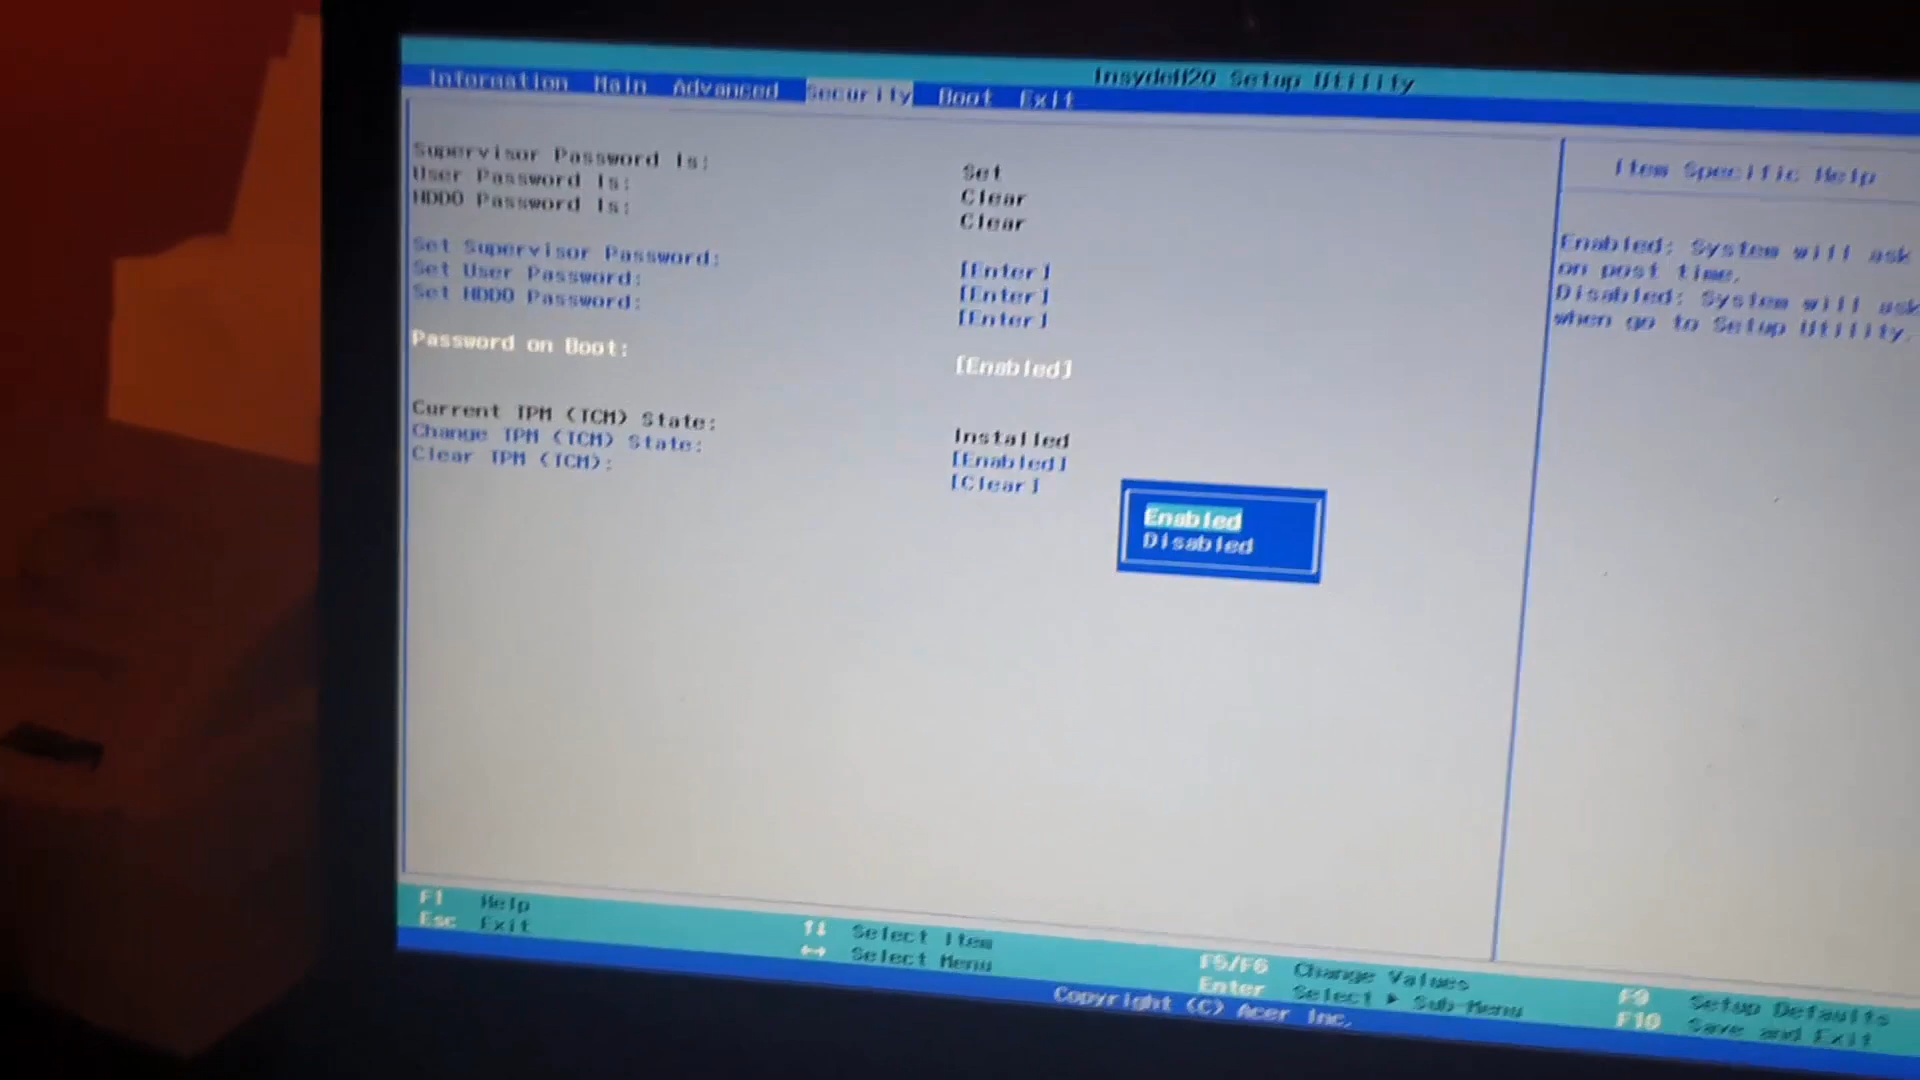 InsydeH20 Setup Utility
Information Main Advanced Security Boot Exit
Supervisor Password Is: Set
User Password Is: Clear
HDD0 Password Is: Clear
Set Supervisor Password: [Enter]
Set User Password: [Enter]
Set HDD0 Password: [Enter]
Password on Boot: [Enabled]
Current TPM (TCM) State: Installed
Change TPM (TCM) State: [Enabled]
Clear TPM (TCM): [Clear]
Enabled
Disabled
Item Specific Help
Enabled: System will ask
on post time.
Disabled: System will ask
when go to Setup Utility.
F1 Help
Esc Exit
↑↓ Select Item
↔ Select Menu
F5/F6 Change Values
Enter Select ► Sub-Menu
F9 Setup Defaults
F10 Save and Exit
Copyright (C) Acer Inc.